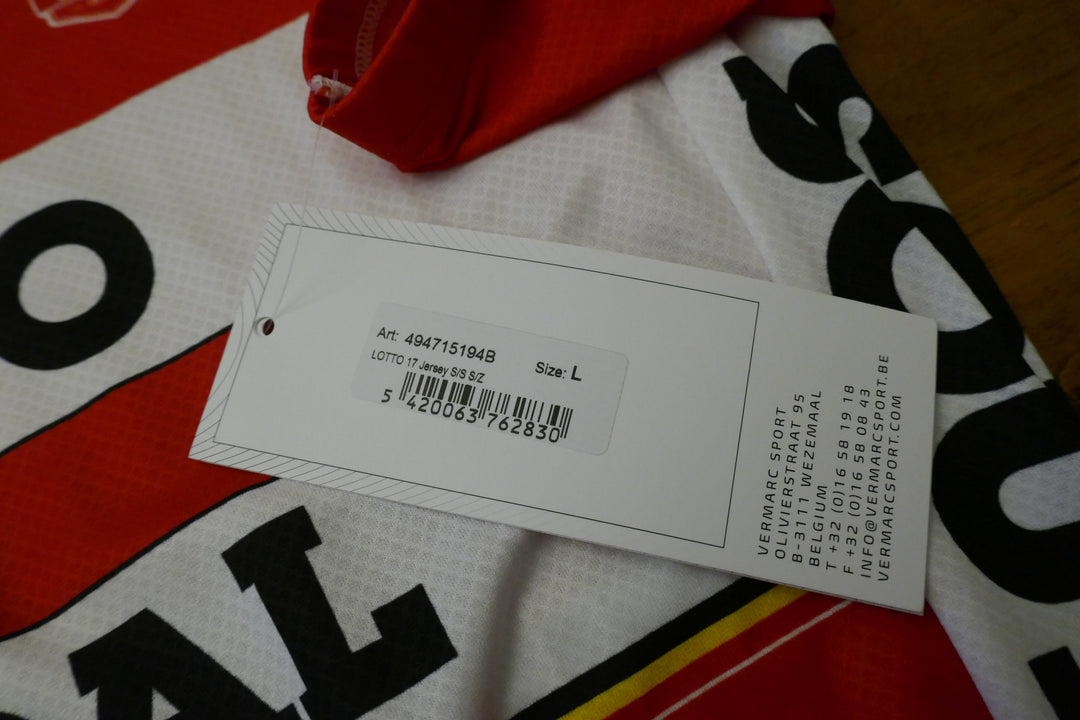 O
AL
Art: 494715194B
Size: L
LOTTO 17 Jersey S/S S/Z
5 420063 762830
VERMARC SPORT
OLIVIERSTRAAT 95
B-3111 WEZEMAAL
BELGIUM
T +32 (0)16 58 19 18
F +32 (0)16 58 08 43
INFO@VERMARCSPORT.BE
VERMARCSPORT.COM